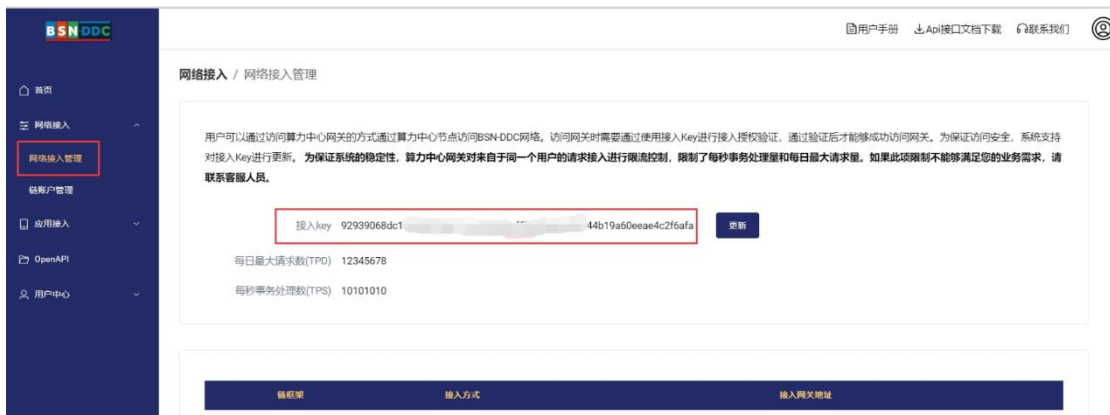 BSN DDC
用户手册 Api接口文档下载 联系我们
网络接入 / 网络接入管理
首页
网络接入
网络接入管理
链账户管理
应用接入
OpenAPI
用户中心
用户可以通过访问算力中心网关的方式通过算力中心节点访问BSN-DDC网络。访问网关时需要通过使用接入Key进行接入授权验证，通过验证后才能够成功访问网关。为保证访问安全，系统支持
对接入Key进行更新。为保证系统的稳定性，算力中心网关对来自于同一个用户的请求接入进行限流控制，限制了每秒事务处理量和每日最大请求量。如果此项限制不能够满足您的业务需求，请
联系客服人员。
接入key 92939068dc1 44b19a60eeae4c2f6afa 更新
每日最大请求数(TPD) 12345678
每秒事务处理数(TPS) 10101010
链框架 接入方式 接入网关地址